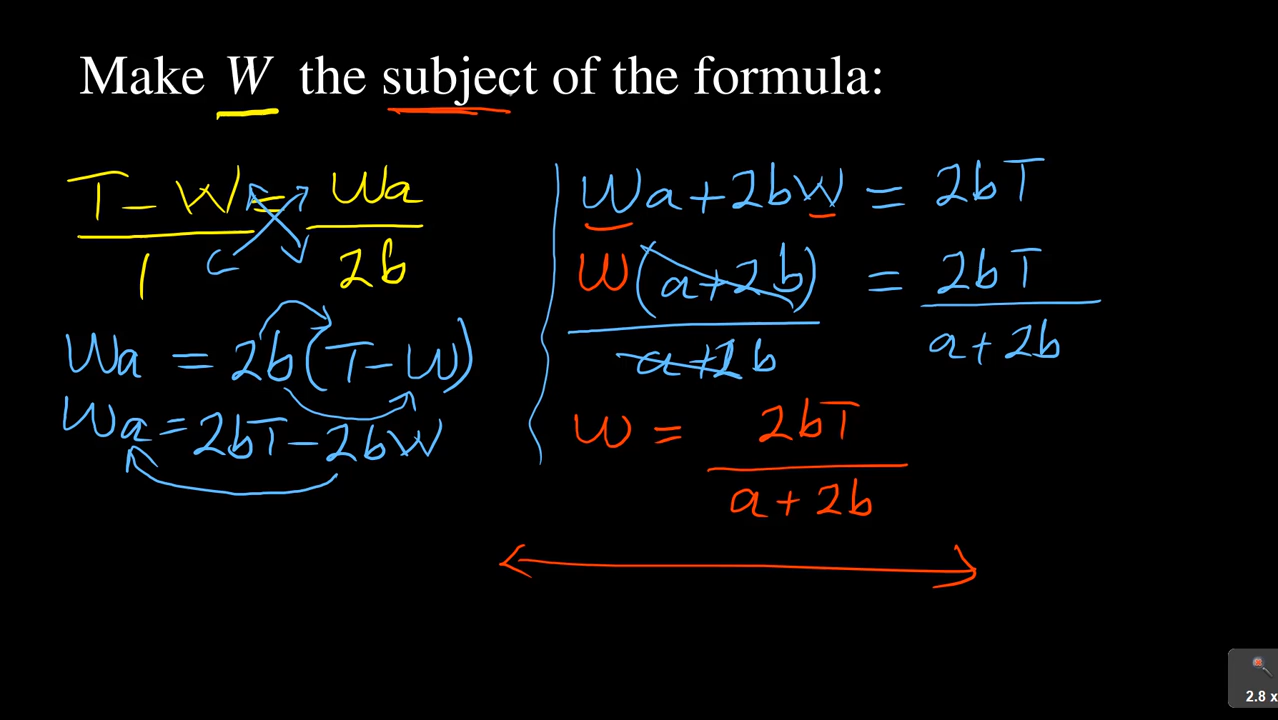 Make W the subject of the formula:
T - W = Wa
1 2b
Wa = 2b(T - W)
Wa = 2bT - 2bW
Wa + 2bW = 2bT
W(a + 2b) = 2bT
a + 2b a + 2b
W = 2bT
a + 2b
2.8 x